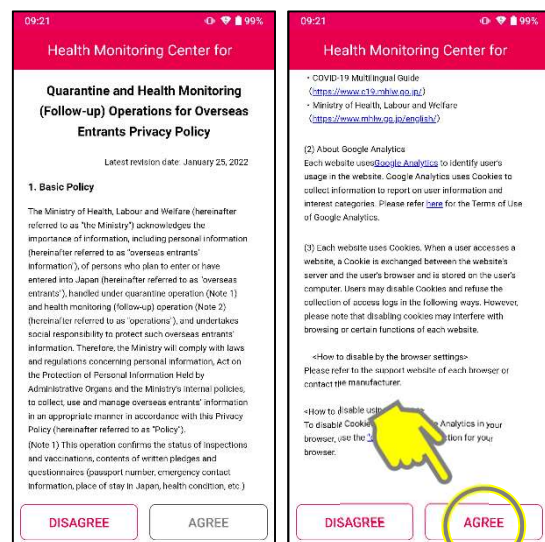 09:21
99%
Health Monitoring Center for
Quarantine and Health Monitoring
(Follow-up) Operations for Overseas
Entrants Privacy Policy
Latest revision date: January 25, 2022
1. Basic Policy
The Ministry of Health, Labour and Welfare (hereinafter
referred to as "the Ministry") acknowledges the
importance of information, including personal information
(hereinafter referred to as "overseas entrants'
information"), of persons who plan to enter or have
entered into Japan (hereinafter referred to as "overseas
entrants"), handled under quarantine operation (Note 1)
and health monitoring (follow-up) operation (Note 2)
(hereinafter referred to as "operations"), and undertakes
social responsibility to protect such overseas entrants'
information. Therefore, the Ministry will comply with laws
and regulations concerning personal information, Act on
the Protection of Personal Information Held by
Administrative Organs and the Ministry's internal policies,
to collect, use and manage overseas entrants' information
in an appropriate manner in accordance with this Privacy
Policy (hereinafter referred to as "Policy").
(Note 1) This operation confirms the status of inspections
and vaccinations, contents of written pledges and
questionnaires (passport number, emergency contact
information, place of stay in Japan, health condition, etc.)
DISAGREE
AGREE
09:21
99%
Health Monitoring Center for
・COVID-19 Multilingual Guide
(https://www.c19.mhlw.go.jp/)
・Ministry of Health, Labour and Welfare
(https://www.mhlw.go.jp/english/)
(2) About Google Analytics
Each website usesGoogle Analytics to identify user's
usage in the website. Google Analytics uses Cookies to
collect information to report on user information and
interest categories. Please refer here for the Terms of Use
of Google Analytics.
(3) Each website uses Cookies. When a user accesses a
website, a Cookie is exchanged between the website's
server and the user's browser and is stored on the user's
computer. Users may disable Cookies and refuse the
collection of access logs in the following ways. However,
please note that disabling cookies may interfere with
browsing or certain functions of each website.
<How to disable by the browser settings>
Please refer to the support website of each browser or
contact the manufacturer.
<How to disable using
To disable Cookie Analytics in your
browser, use the for your
browser.
DISAGREE
AGREE